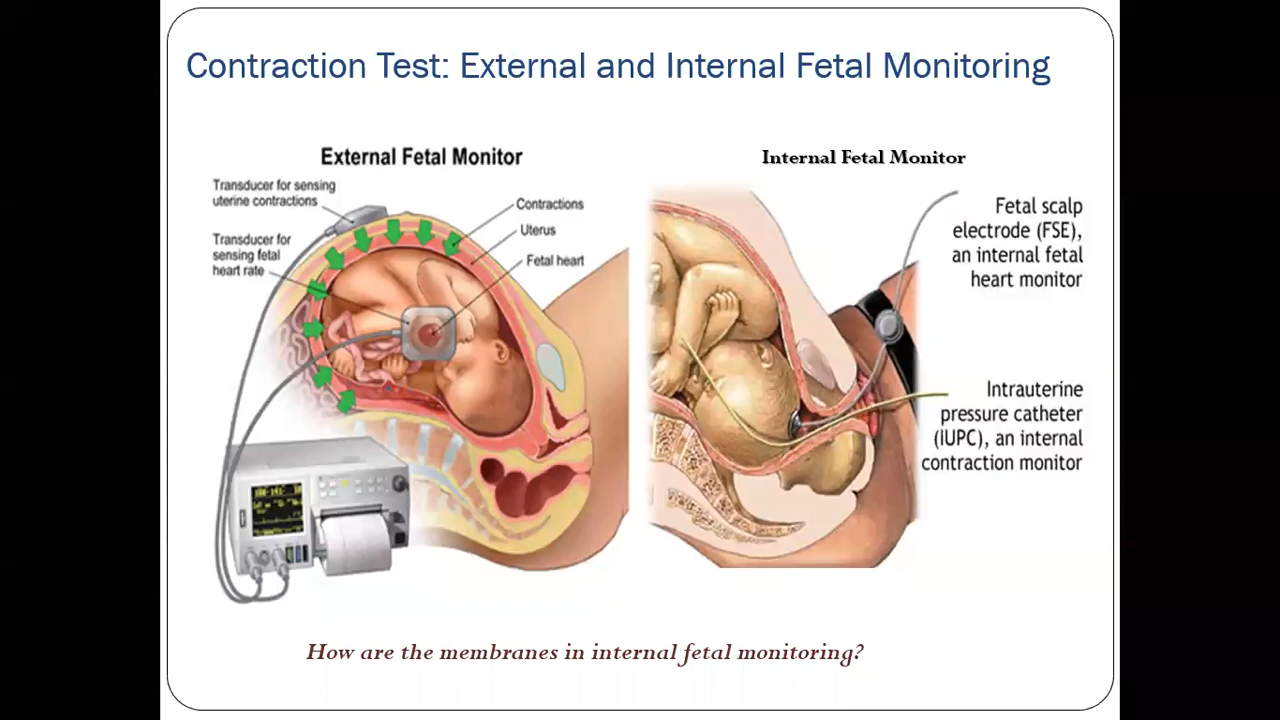 Contraction Test: External and Internal Fetal Monitoring
External Fetal Monitor
Transducer for sensing
uterine contractions
Transducer for
sensing fetal
heart rate
Contractions
Uterus
Fetal heart
Internal Fetal Monitor
Fetal scalp
electrode (FSE),
an internal fetal
heart monitor
Intrauterine
pressure catheter
(IUPC), an internal
contraction monitor
How are the membranes in internal fetal monitoring?